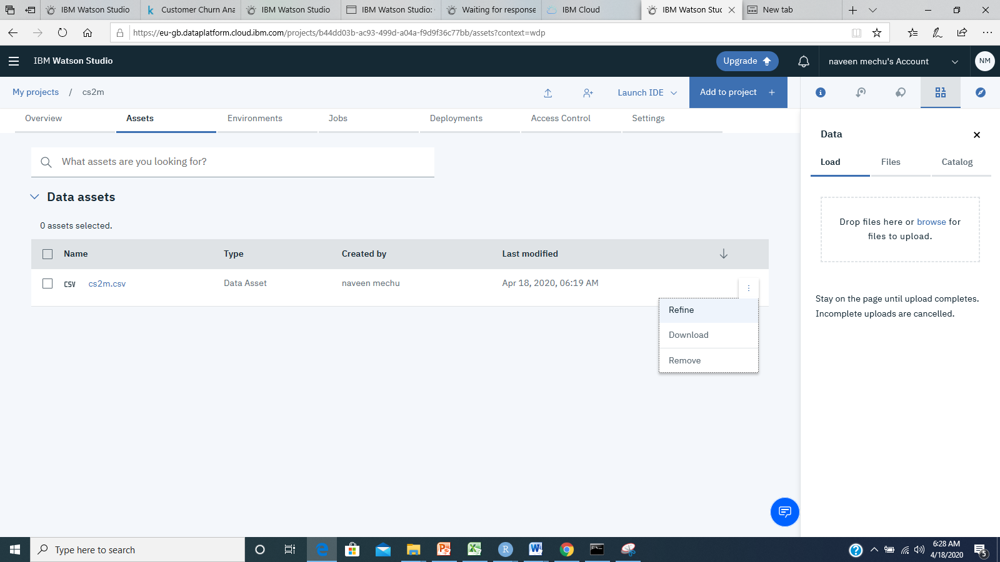 IBM Watson Studio
Customer Churn Ana
IBM Watson Studio
IBM Watson Studio:
Waiting for response
IBM Cloud
IBM Watson Stud
New tab
https://eu-gb.dataplatform.cloud.ibm.com/projects/b44dd03b-ac93-499d-a04a-f9d9f36c77bb/assets?context=wdp
IBM Watson Studio
Upgrade
naveen mechu's Account
NM
My projects / cs2m
Launch IDE
Add to project +
Overview
Assets
Environments
Jobs
Deployments
Access Control
Settings
What assets are you looking for?
Data assets
0 assets selected.
Name
Type
Created by
Last modified
CSV
cs2m.csv
Data Asset
naveen mechu
Apr 18, 2020, 06:19 AM
Refine
Download
Remove
Data
Load
Files
Catalog
Drop files here or browse for
files to upload.
Stay on the page until upload completes.
Incomplete uploads are cancelled.
Type here to search
6:28 AM
4/18/2020
5